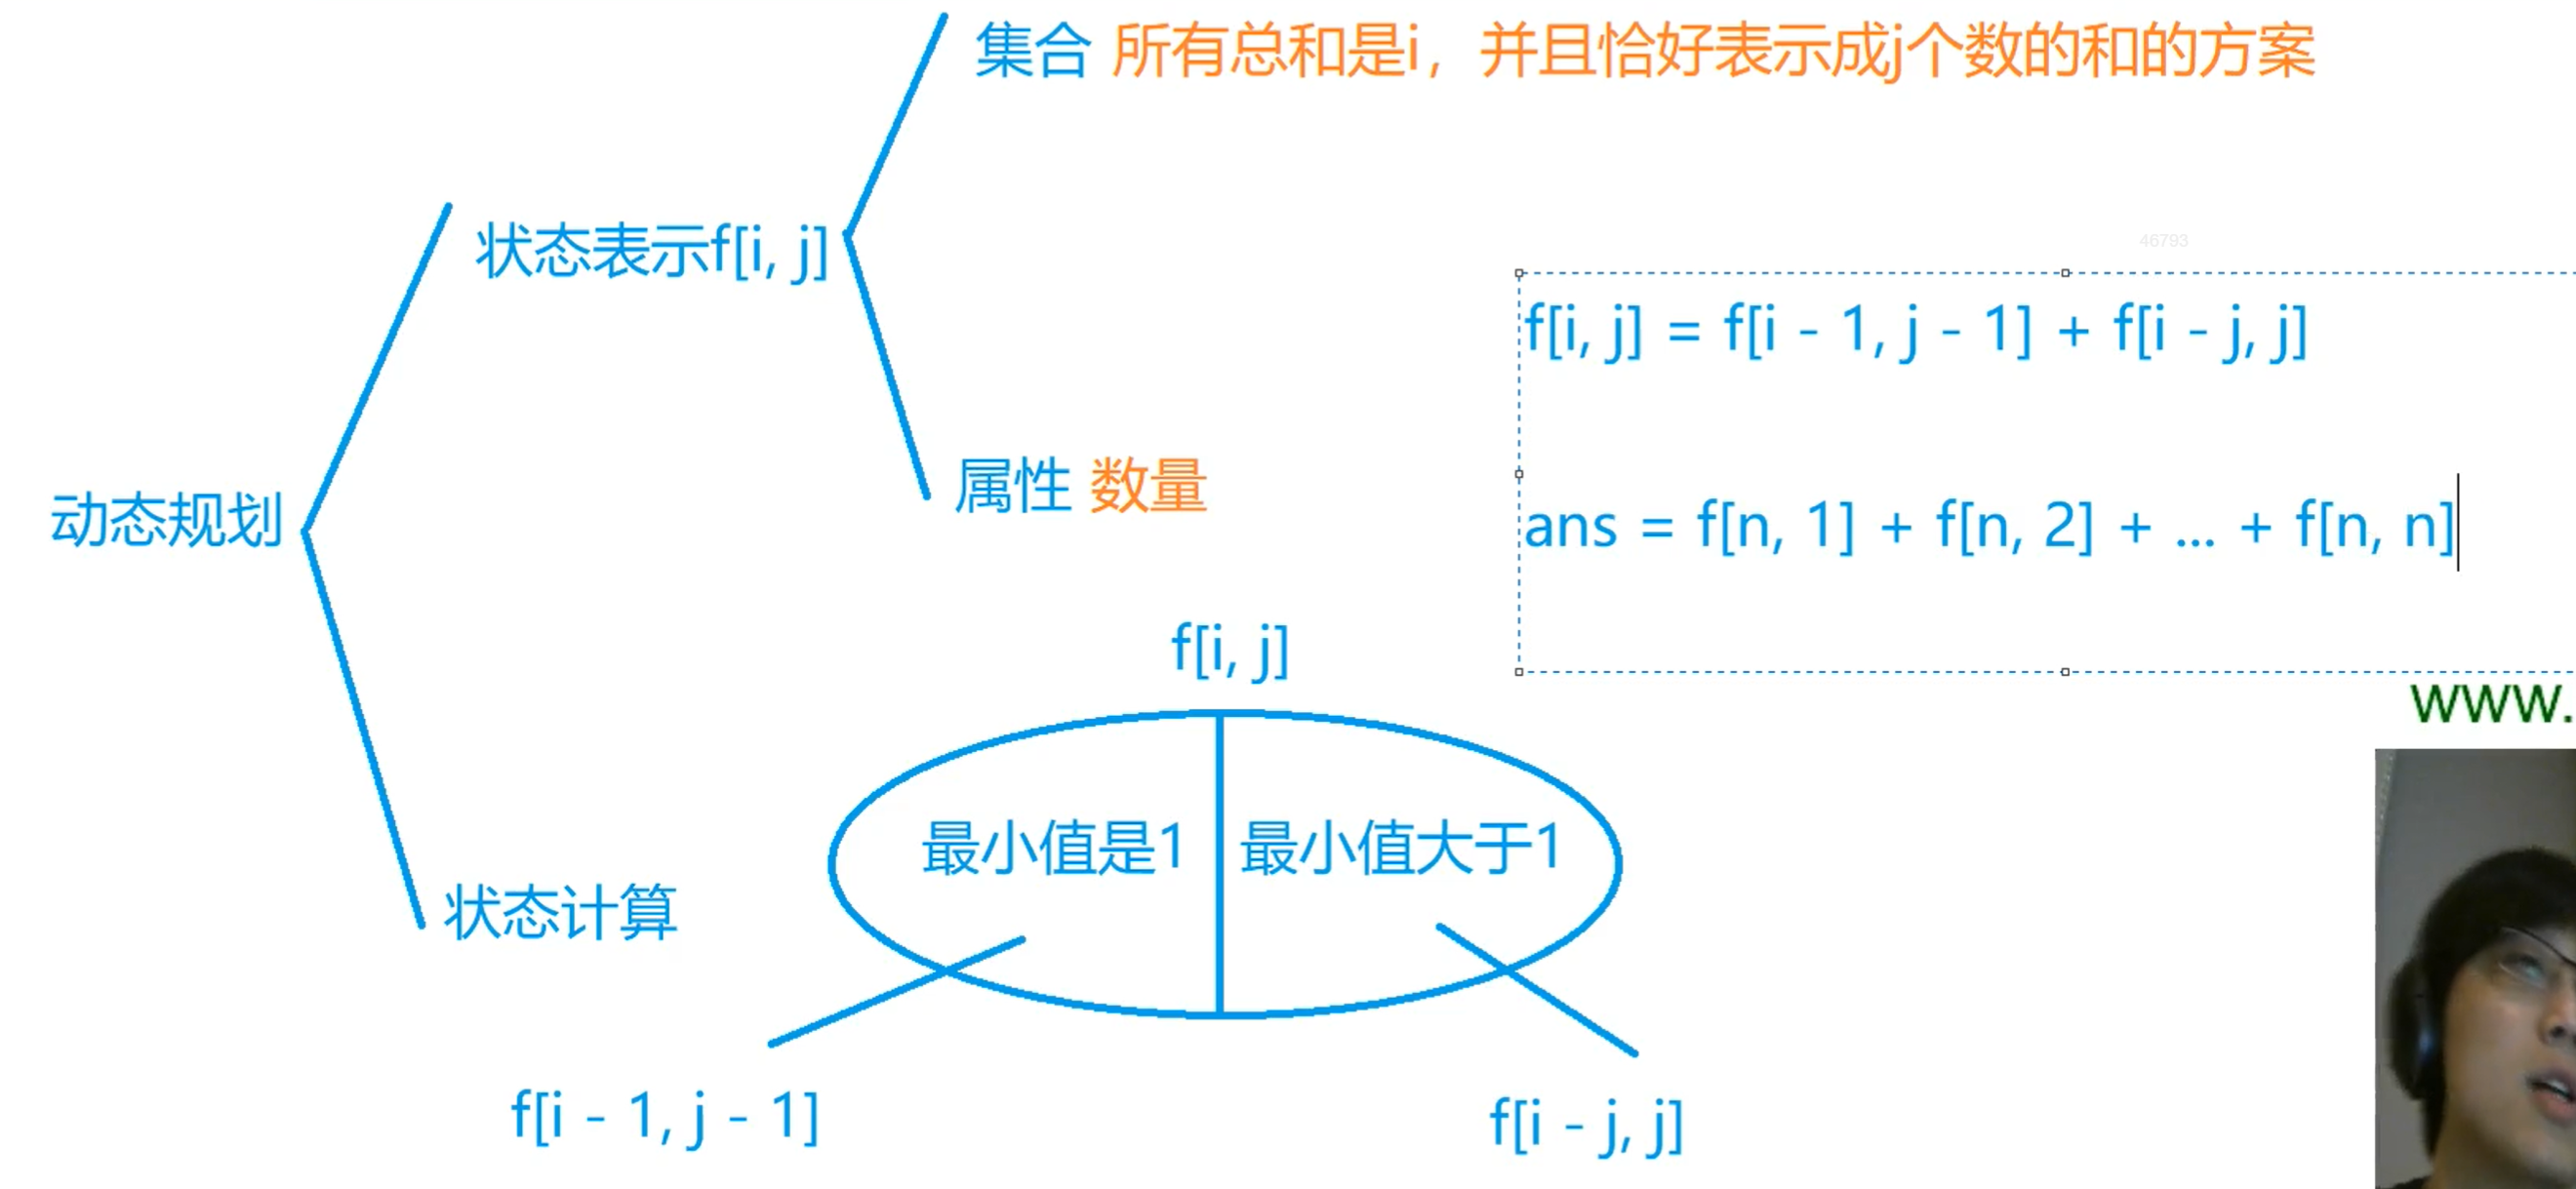 集合 所有总和是i，并且恰好表示成j个数的和的方案
状态表示f[i, j]
46793
f[i, j] = f[i - 1, j - 1] + f[i - j, j]
属性 数量
动态规划
ans = f[n, 1] + f[n, 2] + ... + f[n, n]
f[i, j]
www.
最小值是1 最小值大于1
状态计算
f[i - 1, j - 1]
f[i - j, j]